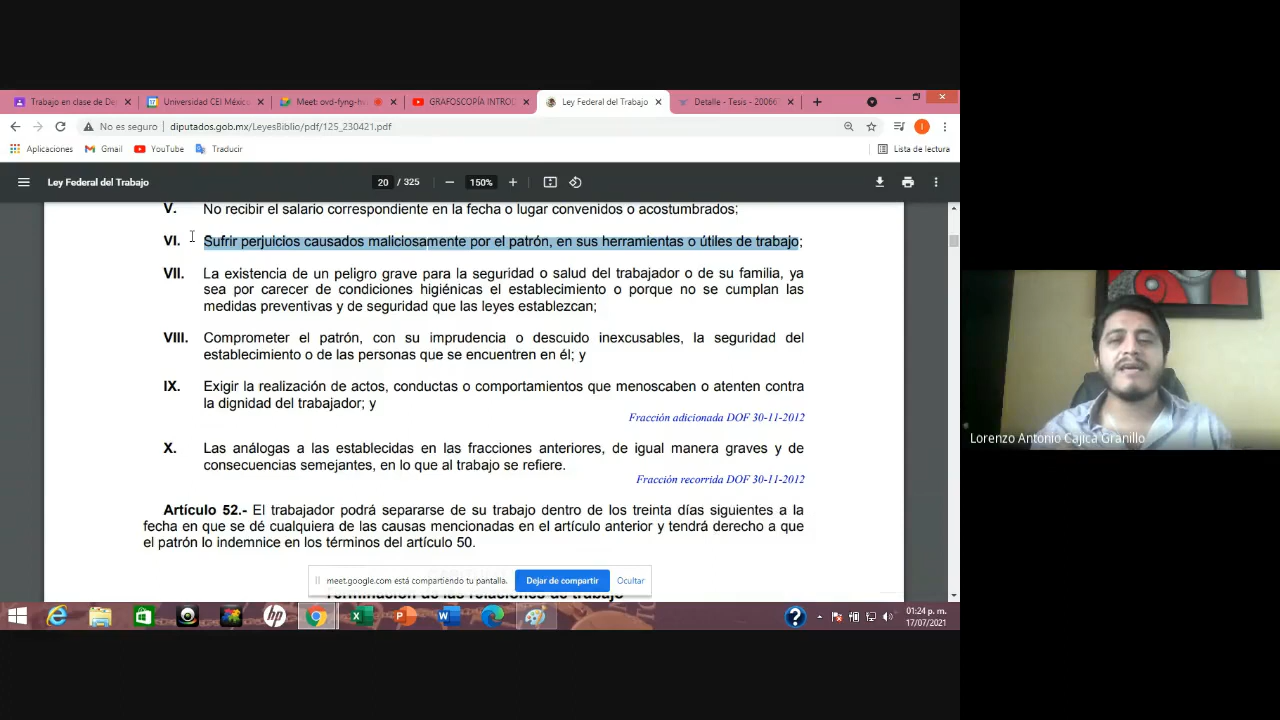 Trabajo en clase de De
Universidad CEI México
Meet: ovd-fyng-h
GRAFOSCOPÍA INTRO
Ley Federal del Trabajo
Detalle - Tesis - 20066
No es seguro
deputados.gob.mx/LeyesBiblio/pdf/125_230421.pdf
Aplicaciones
Gmail
YouTube
Traducir
Lista de lectura
Ley Federal del Trabajo
20 / 325
150%
V. No recibir el salario correspondiente en la fecha o lugar convenidos o acostumbrados;
VI. Sufrir perjuicios causados maliciosamente por el patrón, en sus herramientas o útiles de trabajo;
VII. La existencia de un peligro grave para la seguridad o salud del trabajador o de su familia, ya
sea por carecer de condiciones higiénicas el establecimiento o porque no se cumplan las
medidas preventivas y de seguridad que las leyes establezcan;
VIII. Comprometer el patrón, con su imprudencia o descuido inexcusables, la seguridad del
establecimiento o de las personas que se encuentren en él; y
IX. Exigir la realización de actos, conductas o comportamientos que menoscaben o atenten contra
la dignidad del trabajador; y
Fracción adicionada DOF 30-11-2012
X. Las análogas a las establecidas en las fracciones anteriores, de igual manera graves y de
consecuencias semejantes, en lo que al trabajo se refiere.
Fracción recorrida DOF 30-11-2012
Artículo 52.- El trabajador podrá separarse de su trabajo dentro de los treinta días siguientes a la
fecha en que se dé cualquiera de las causas mencionadas en el artículo anterior y tendrá derecho a que
el patrón lo indemnice en los términos del artículo 50.
meet.google.com está compartiendo tu pantalla.
Dejar de compartir
Ocultar
Terminación de las relaciones de trabajo
01:24 p. m.
17/07/2021
Lorenzo Antonio Cajica Granillo